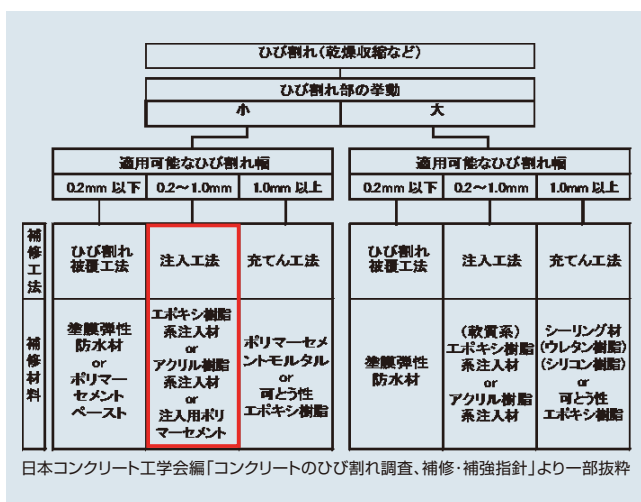 ひび割れ(乾燥収縮など)
ひび割れ部の挙動
小
大
適用可能なひび割れ幅
0.2mm 以下
0.2～1.0mm
1.0mm以上
適用可能なひび割れ幅
0.2mm 以下
0.2～1.0mm
1.0mm 以上
補修工法
ひび割れ
被覆工法
注入工法
充てん工法
ひび割れ
被覆工法
注入工法
充てん工法
補修材料
塗膜弾性
防水材
or
ポリマー
セメント
ペースト
エポキシ樹脂
系注入材
or
アクリル樹脂
系注入材
or
注入用ポリ
マーセメント
ポリマーセメ
ントモルタル
or
可とう性
エポキシ樹脂
塗膜弾性
防水材
(軟質系)
エポキシ樹脂
系注入材
or
アクリル樹脂
系注入材
シーリング材
(ウレタン樹脂)
(シリコン樹脂)
or
可とう性
エポキシ樹脂
日本コンクリート工学会編「コンクリートのひび割れ調査、補修・補強指針」より一部抜粋